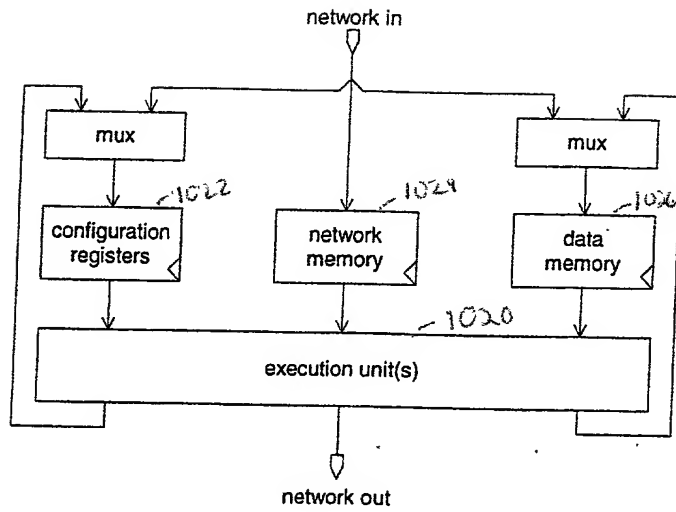 network in
mux
mux
1022
1024
1026
configuration
registers
network
memory
data
memory
1020
execution unit(s)
network out